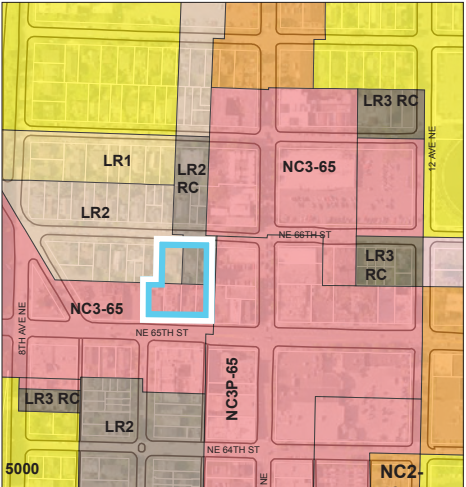 LR3 RC
12 AVE NE
LR1
LR2
RC
NC3-65
LR2
NE 66TH ST
LR3
RC
NC3-65
8TH AVE NE
NE 65TH ST
NC3P-65
LR3 RC
LR2
NE 64TH ST
5000
NE
NC2-